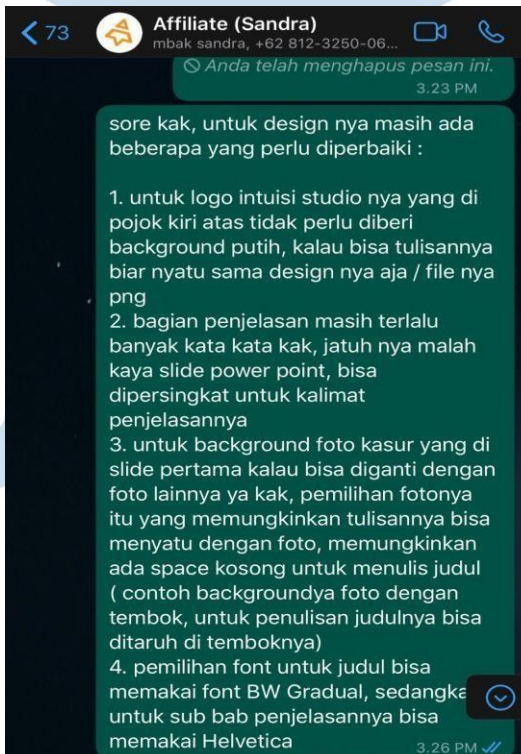 73
Affiliate (Sandra)
mbak sandra, +62 812-3250-06...
Anda telah menghapus pesan ini.
3.23 PM
sore kak, untuk design nya masih ada
beberapa yang perlu diperbaiki :
1. untuk logo intuisi studio nya yang di
pojok kiri atas tidak perlu diberi
background putih, kalau bisa tulisannya
biar nyatu sama design nya aja / file nya
png
2. bagian penjelasan masih terlalu
banyak kata kata kak, jatuh nya malah
kaya slide power point, bisa
dipersingkat untuk kalimat
penjelasannya
3. untuk background foto kasur yang di
slide pertama kalau bisa diganti dengan
foto lainnya ya kak, pemilihan fotonya
itu yang memungkinkan tulisannya bisa
menyatu dengan foto, memungkinkan
ada space kosong untuk menulis judul
( contoh backgroundya foto dengan
tembok, untuk penulisan judulnya bisa
ditaruh di temboknya)
4. pemilihan font untuk judul bisa
memakai font BW Gradual, sedangka
untuk sub bab penjelasannya bisa
memakai Helvetica
3.26 PM